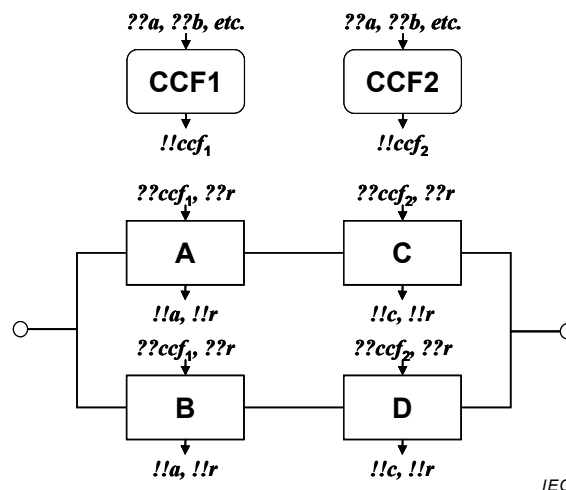 ??a, ??b, etc. ??a, ??b, etc.
CCF1 CCF2
!!ccf₁ !!ccf₂
??ccf₁, ??r ??ccf₂, ??r
A C
!!a, !!r !!c, !!r
??ccf₁, ??r ??ccf₂, ??r
B D
!!a, !!r !!c, !!r
IEC